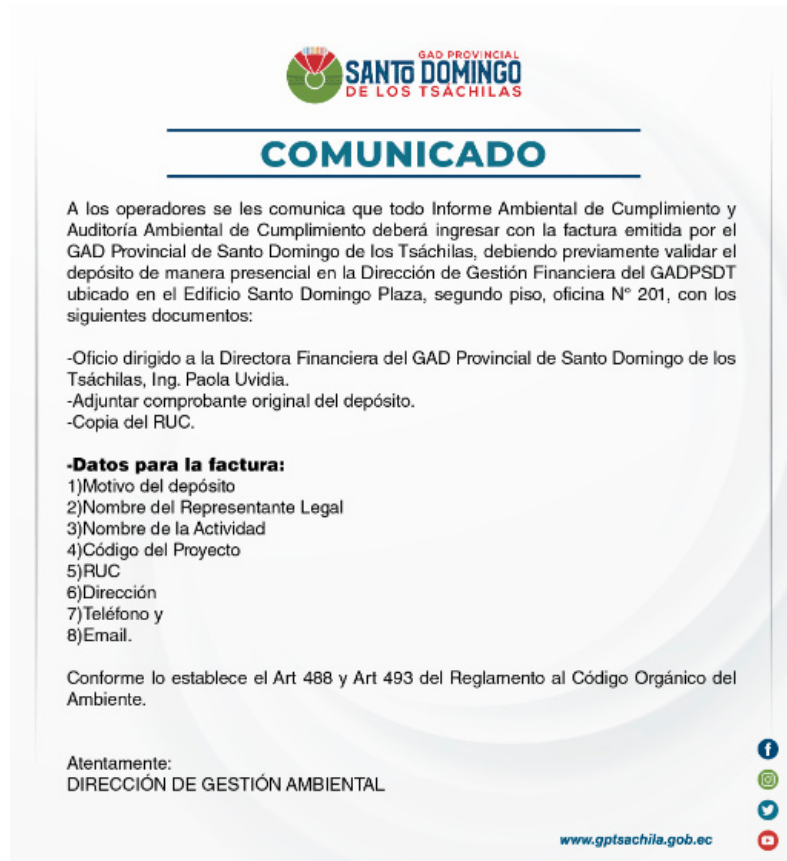 GAD PROVINCIAL
SANTO DOMINGO
DE LOS TSÁCHILAS
COMUNICADO
A los operadores se les comunica que todo Informe Ambiental de Cumplimiento y
Auditoría Ambiental de Cumplimiento deberá ingresar con la factura emitida por el
GAD Provincial de Santo Domingo de los Tsáchilas, debiendo previamente validar el
depósito de manera presencial en la Dirección de Gestión Financiera del GADPSDT
ubicado en el Edificio Santo Domingo Plaza, segundo piso, oficina N° 201, con los
siguientes documentos:
-Oficio dirigido a la Directora Financiera del GAD Provincial de Santo Domingo de los
Tsáchilas, Ing. Paola Uvidia.
-Adjuntar comprobante original del depósito.
-Copia del RUC.
-Datos para la factura:
1)Motivo del depósito
2)Nombre del Representante Legal
3)Nombre de la Actividad
4)Código del Proyecto
5)RUC
6)Dirección
7)Teléfono y
8)Email.
Conforme lo establece el Art 488 y Art 493 del Reglamento al Código Orgánico del
Ambiente.
Atentamente:
DIRECCIÓN DE GESTIÓN AMBIENTAL
www.gptsachila.gob.ec